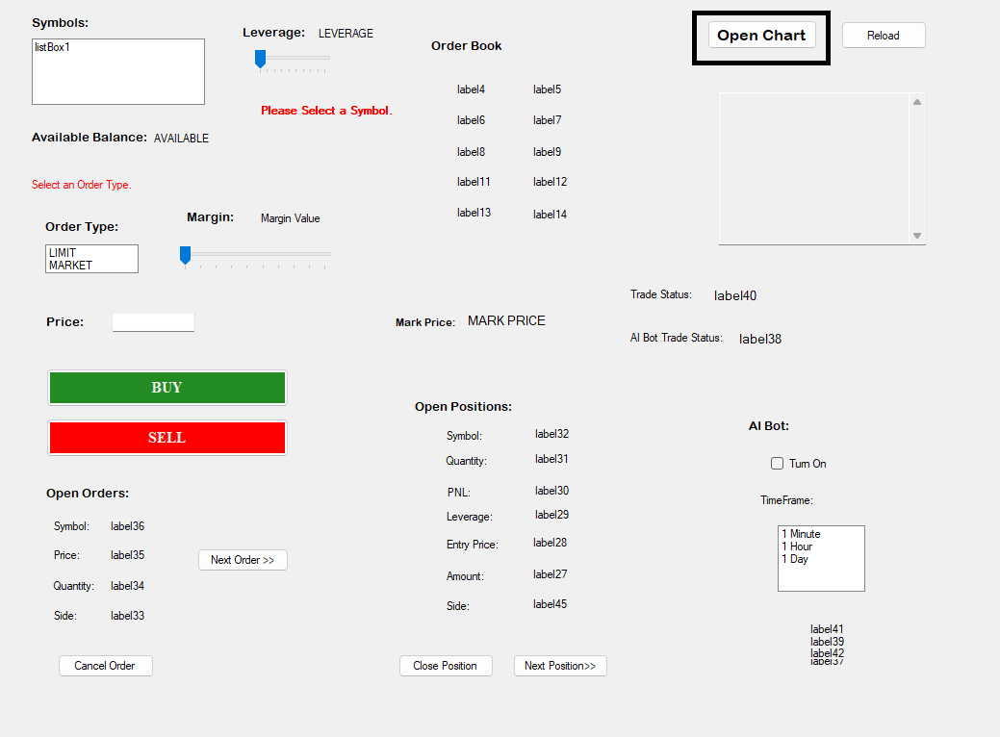 Symbols:
listBox1
Leverage: LEVERAGE
Please Select a Symbol.
Available Balance: AVAILABLE
Select an Order Type.
Order Type:
LIMIT
MARKET
Margin: Margin Value
Price:
BUY
SELL
Order Book
label4 label5
label6 label7
label8 label9
label11 label12
label13 label14
Mark Price: MARK PRICE
Open Chart
Reload
Trade Status: label40
AI Bot Trade Status: label38
Open Orders:
Symbol: label36
Price: label35
Quantity: label34
Side: label33
Next Order >>
Cancel Order
Open Positions:
Symbol: label32
Quantity: label31
PNL: label30
Leverage: label29
Entry Price: label28
Amount: label27
Side: label45
Close Position
Next Position>>
AI Bot:
Turn On
TimeFrame:
1 Minute
1 Hour
1 Day
label41
label39
label42
label37